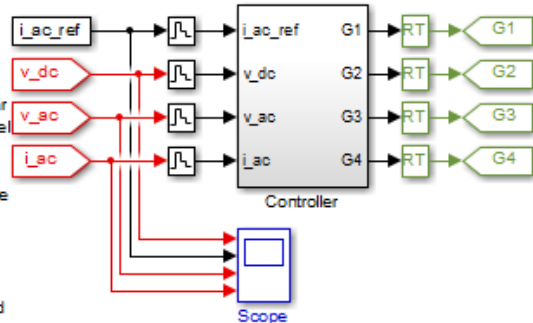 i_ac_ref
i_ac_ref
G1
RT
G1
v_dc
v_dc
G2
RT
G2
v_ac
v_ac
G3
RT
G3
i_ac
i_ac
G4
RT
G4
Controller
Scope